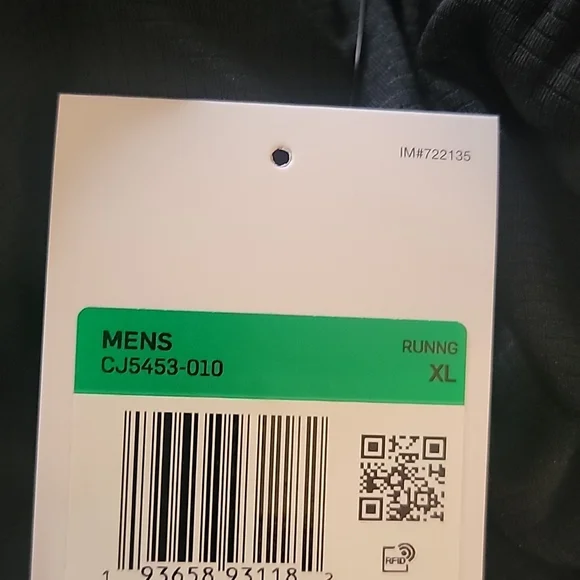 IM#722135
MENS
RUNNG
CJ5453-010
XL
RFID
1 93658 93118 2